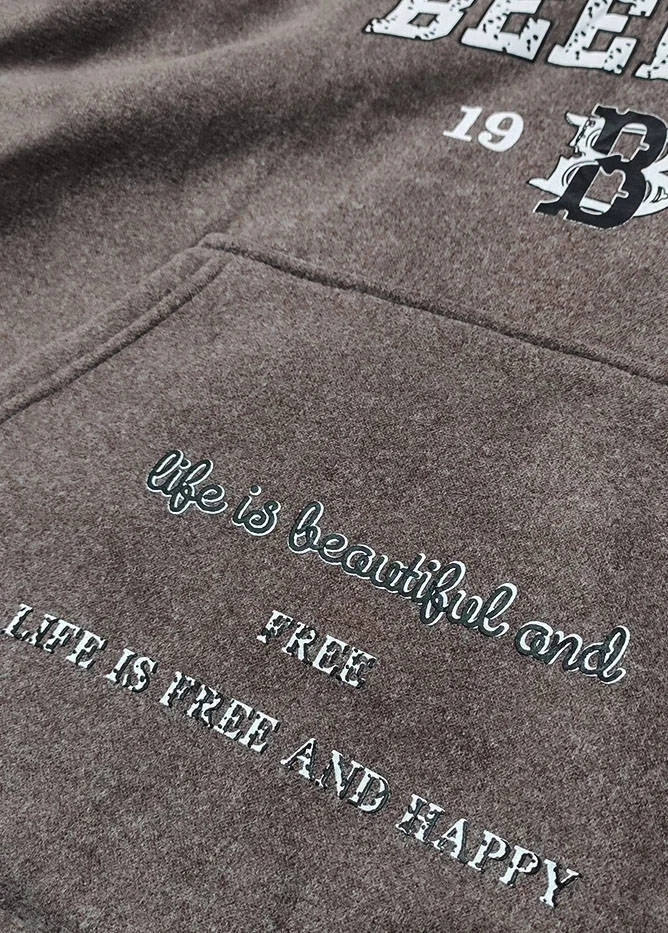 19 B
life is beautiful and
FREE
LIFE IS FREE AND HAPPY